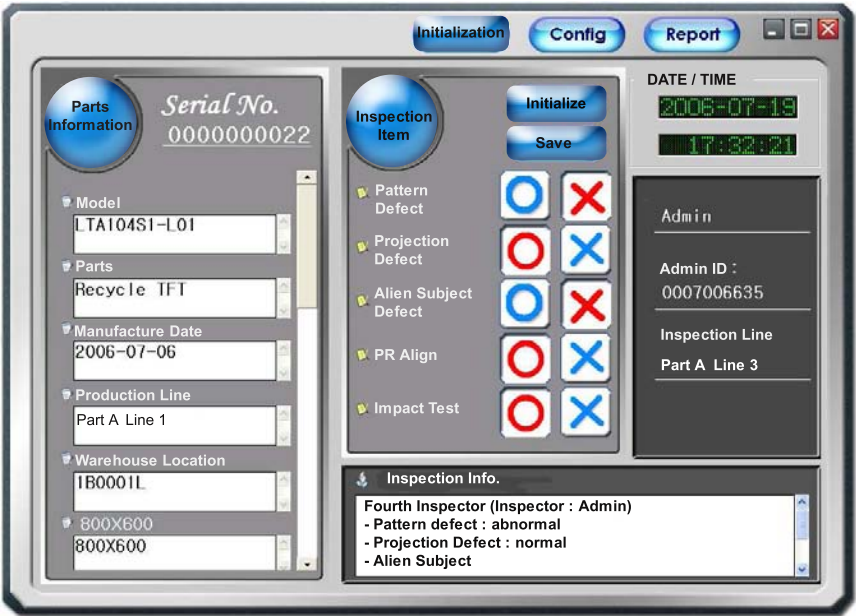 Initialization
Config
Report
Parts
Information
Serial No.
0000000022
Model
LTA104S1-L01
Parts
Recycle TFT
Manufacture Date
2006-07-06
Production Line
Part A Line 1
Warehouse Location
1B0001L
800X600
800X600
Inspection
Item
Initialize
Save
Pattern
Defect
Projection
Defect
Alien Subject
Defect
PR Align
Impact Test
DATE / TIME
2006-07-19
17:32:21
Admin
Admin ID :
0007006635
Inspection Line
Part A Line 3
Inspection Info.
Fourth Inspector (Inspector : Admin)
- Pattern defect : abnormal
- Projection Defect : normal
- Alien Subject